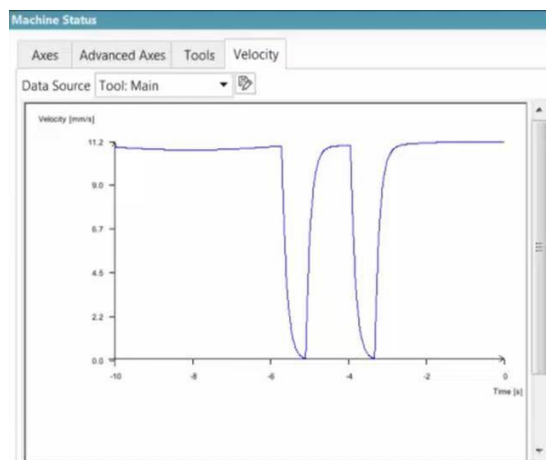 Machine Status
Axes Advanced Axes Tools Velocity
Data Source Tool: Main
Velocity [mm/s]
11.2
9.0
6.7
4.5
2.2
0.0
-10 -8 -6 -4 -2 0
Time [s]